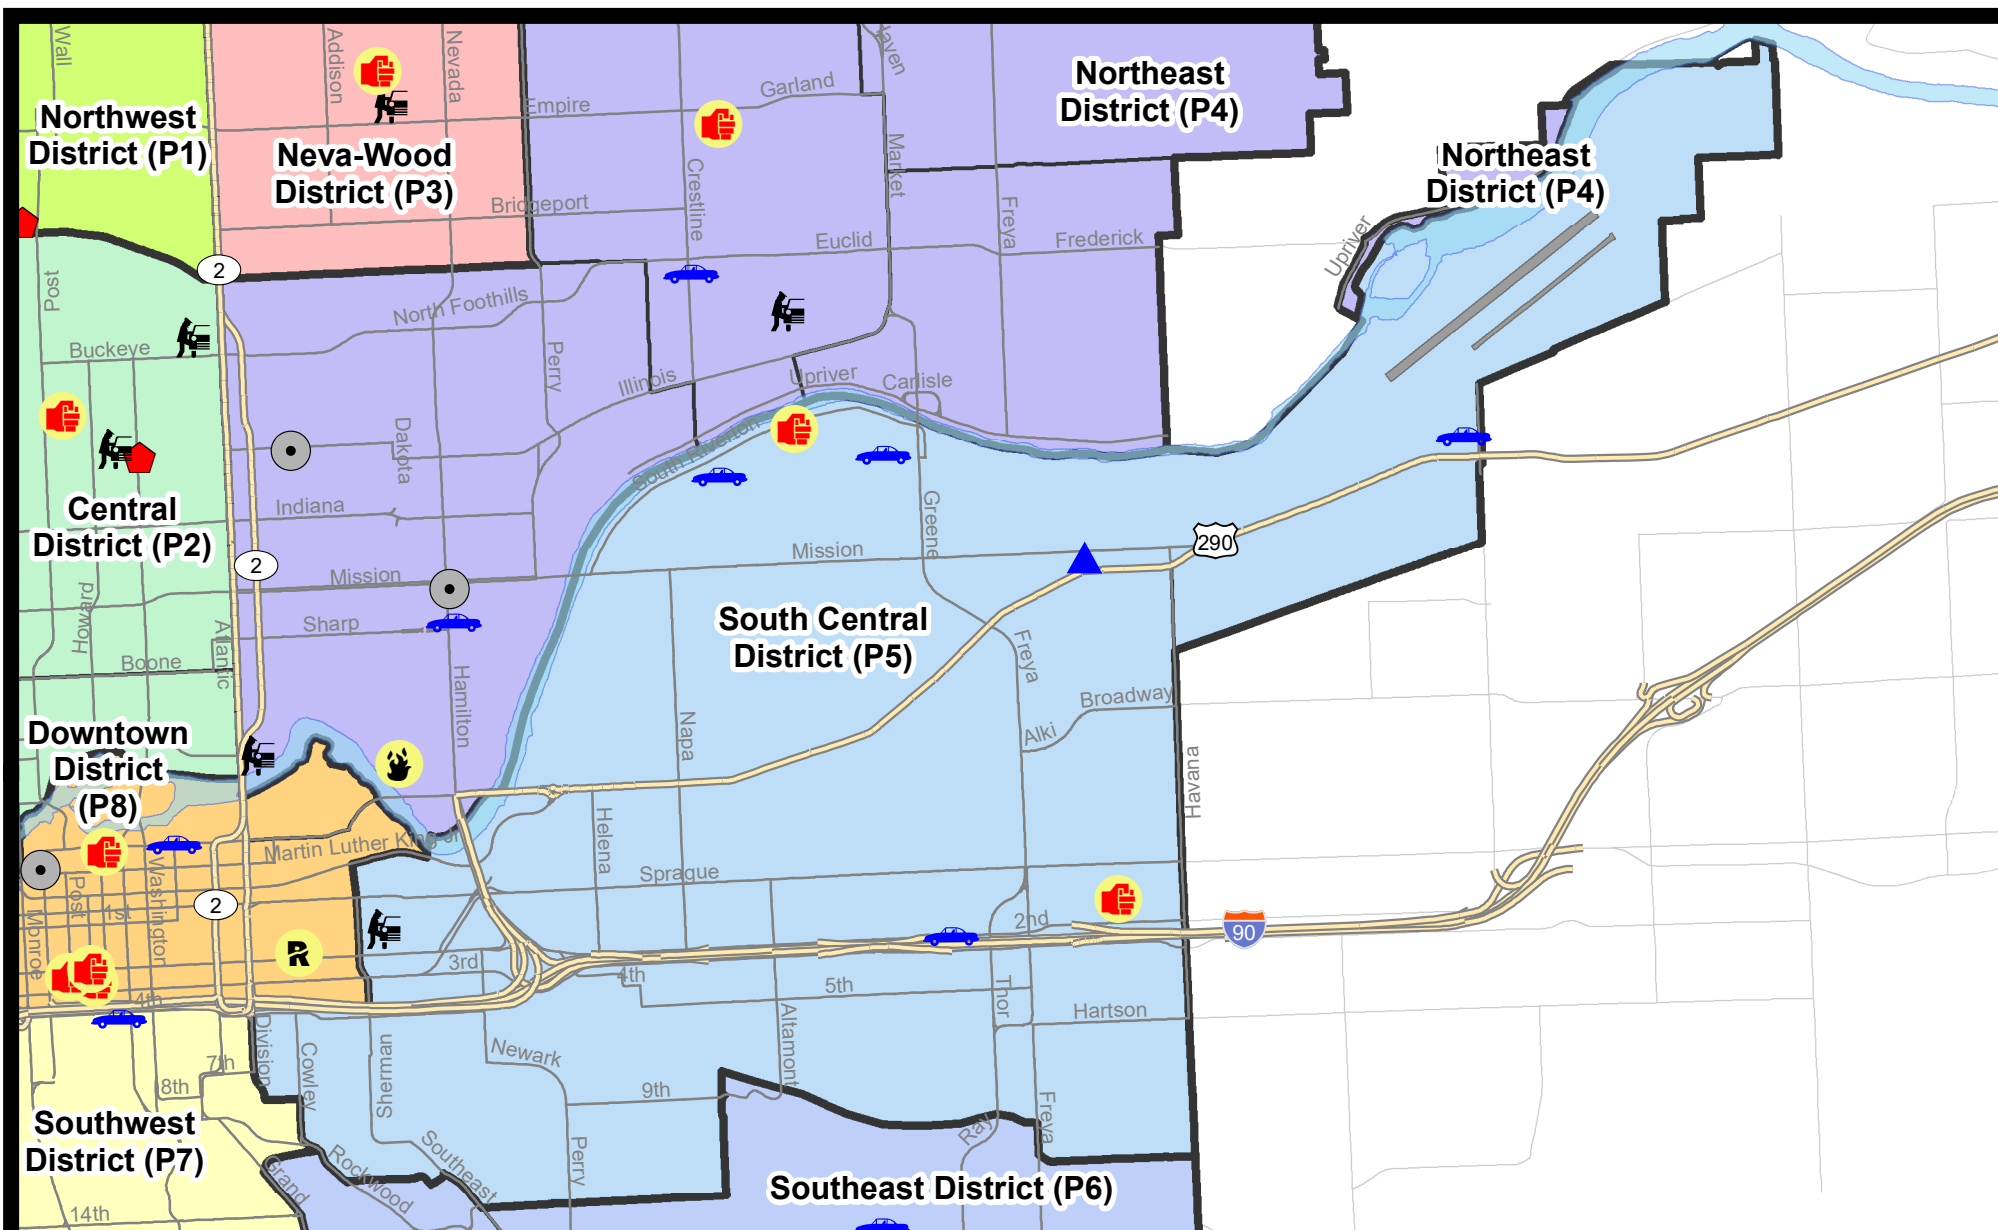 Wall
Addison
Nevada
Haven
Northwest
District (P1)
Empire
Garland
Northeast
District (P4)
Neva-Wood
District (P3)
Market
Northeast
District (P4)
Bridgeport
Crestline
Freya
Euclid
Frederick
Upriver
2
Post
North Foothills
Buckeye
Perry
Illinois
Upriver
Carlisle
Dakota
South Riverton
Central
District (P2)
Indiana
Greene
290
2
Mission
Mission
Howard
Sharp
Atlantic
South Central
District (P5)
Freya
Boone
Hamilton
Napa
Broadway
Alki
Downtown
District
(P8)
Havana
Helena
Martin Luther King Jr
Sprague
Post
Washington
1st
2
Monroe
2nd
90
R
3rd
4th
4th
5th
Thor
Hartson
Altamont
Division
Cowley
Sherman
Newark
7th
8th
9th
Ray
Freya
Southwest
District (P7)
Grand
Rockwood
Southeast
Perry
Southeast District (P6)
14th